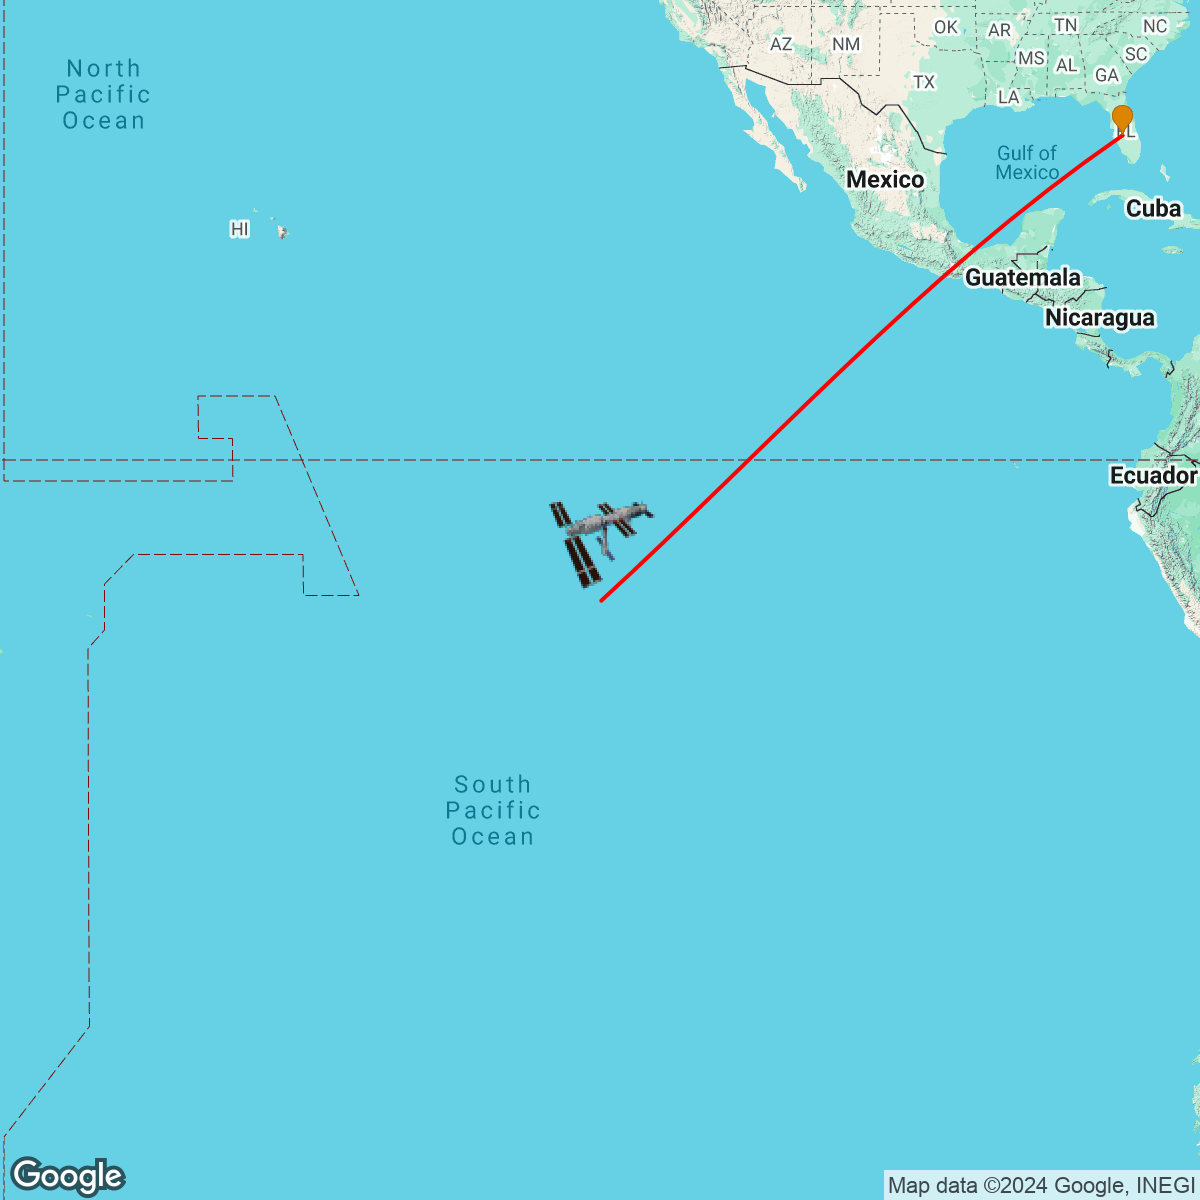 North
Pacific
Ocean
AZ
NM
OK
AR
TN
NC
SC
MS
AL
GA
TX
LA
FL
Gulf of
Mexico
Mexico
Cuba
HI
Guatemala
Nicaragua
Ecuador
South
Pacific
Ocean
Google
Map data ©2024 Google, INEGI